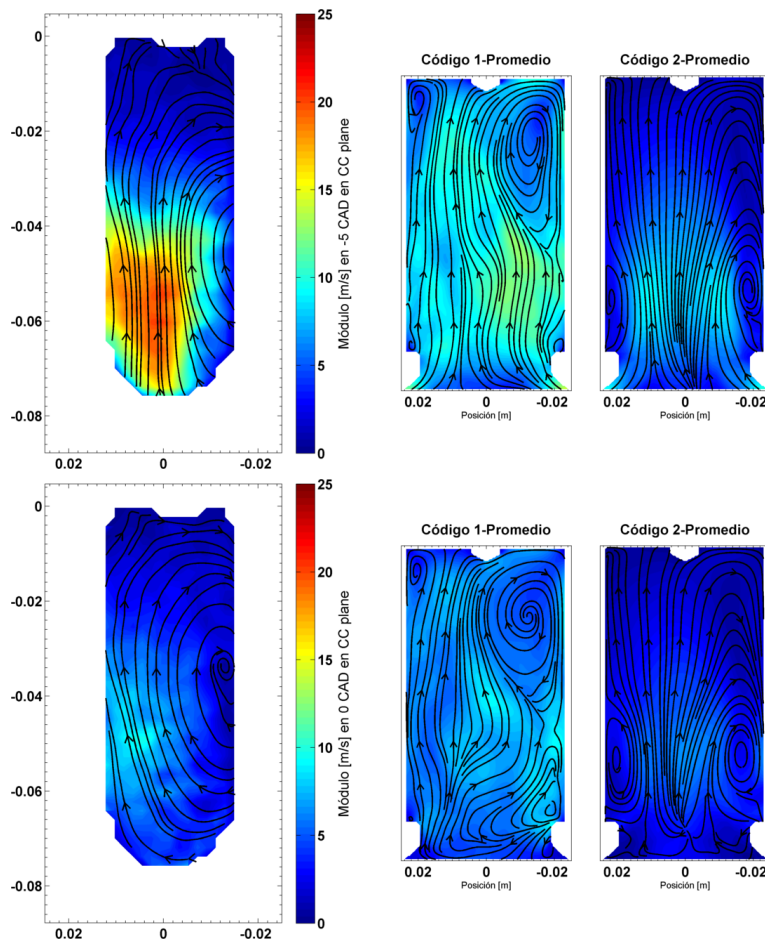 0
-0.02
-0.04
-0.06
-0.08
0.02 0 -0.02
25
20
15
10
5
0
Módulo [m/s] en -5 CAD en CC plane
Código 1-Promedio
0.02 0 -0.02
Posición [m]
Código 2-Promedio
0.02 0 -0.02
Posición [m]
0
-0.02
-0.04
-0.06
-0.08
0.02 0 -0.02
25
20
15
10
5
0
Módulo [m/s] en 0 CAD en CC plane
Código 1-Promedio
0.02 0 -0.02
Posición [m]
Código 2-Promedio
0.02 0 -0.02
Posición [m]